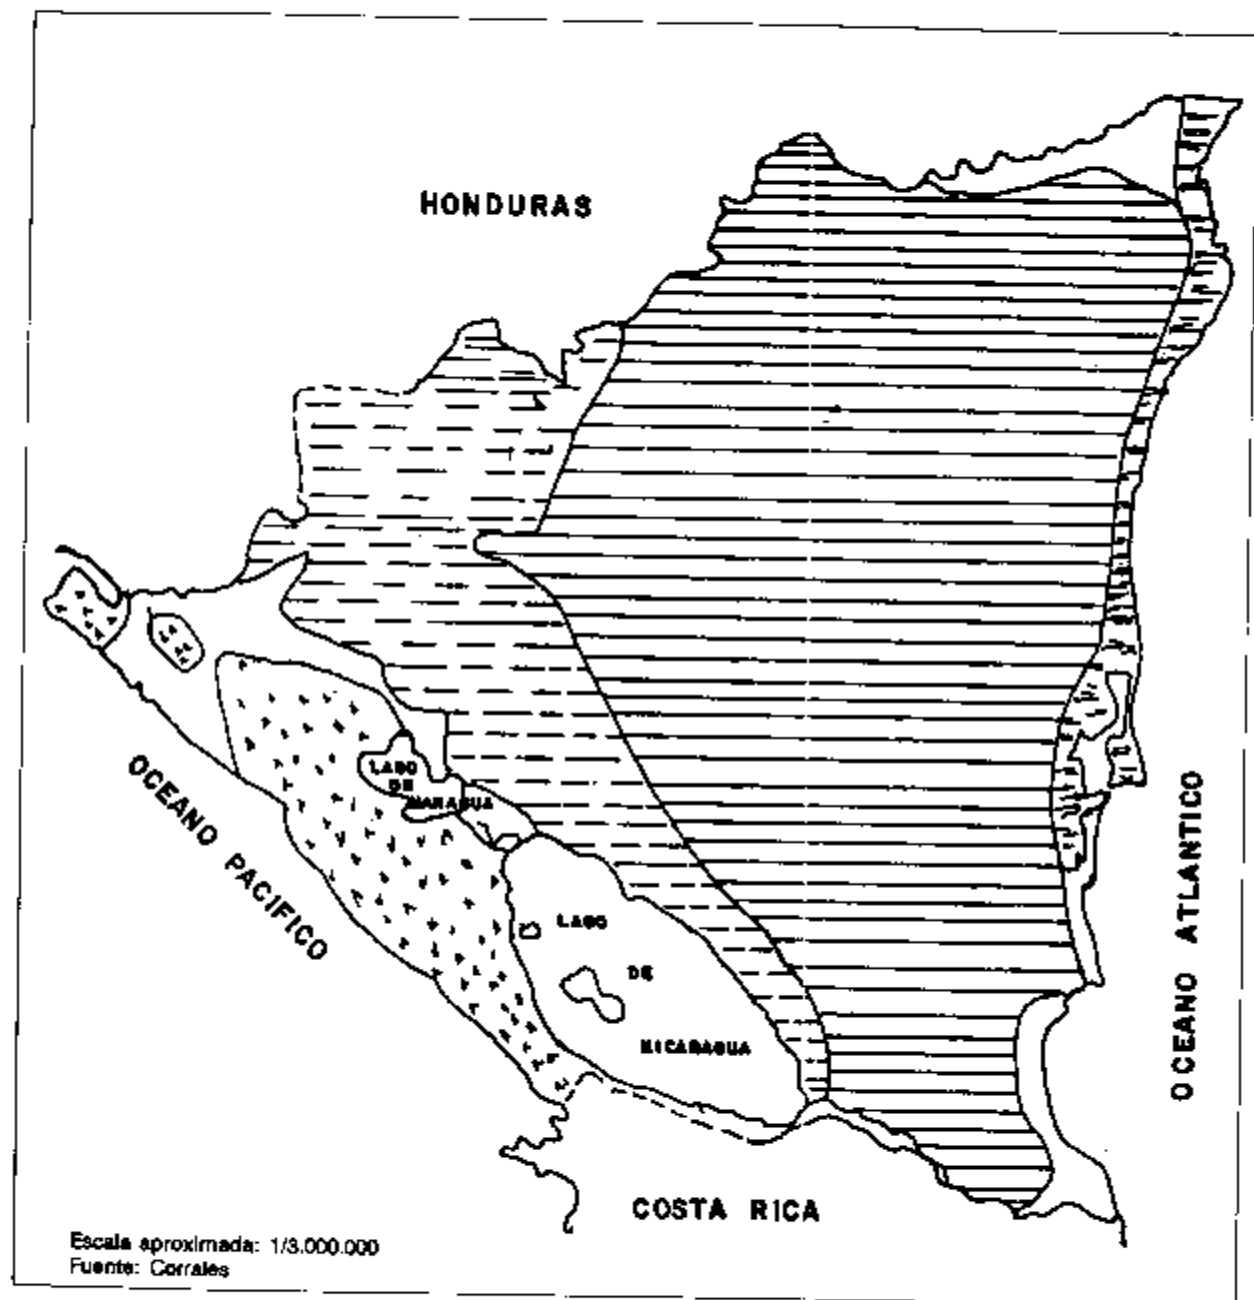 HONDURAS
LAGO
DE
MANAGUA
OCEANO PACIFICO
LAGO
DE
NICARAGUA
OCEANO ATLANTICO
COSTA RICA
Escala aproximada: 1/3.000.000
Fuente: Corrales